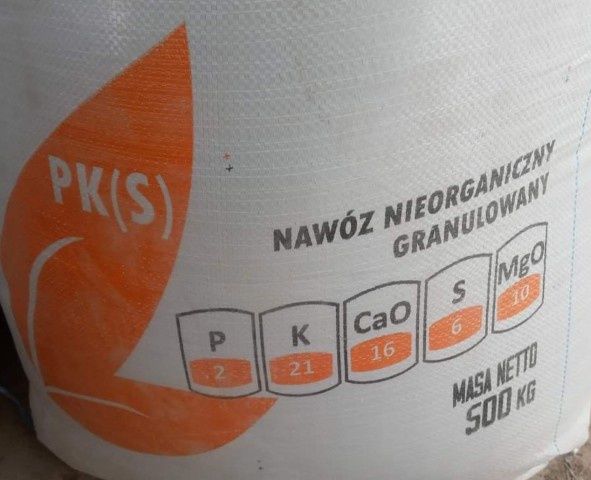 PK(S)
NAWÓZ NIEORGANICZNY
GRANULOWANY
P K CaO S MgO
2 21 16 6 10
MASA NETTO
500 KG